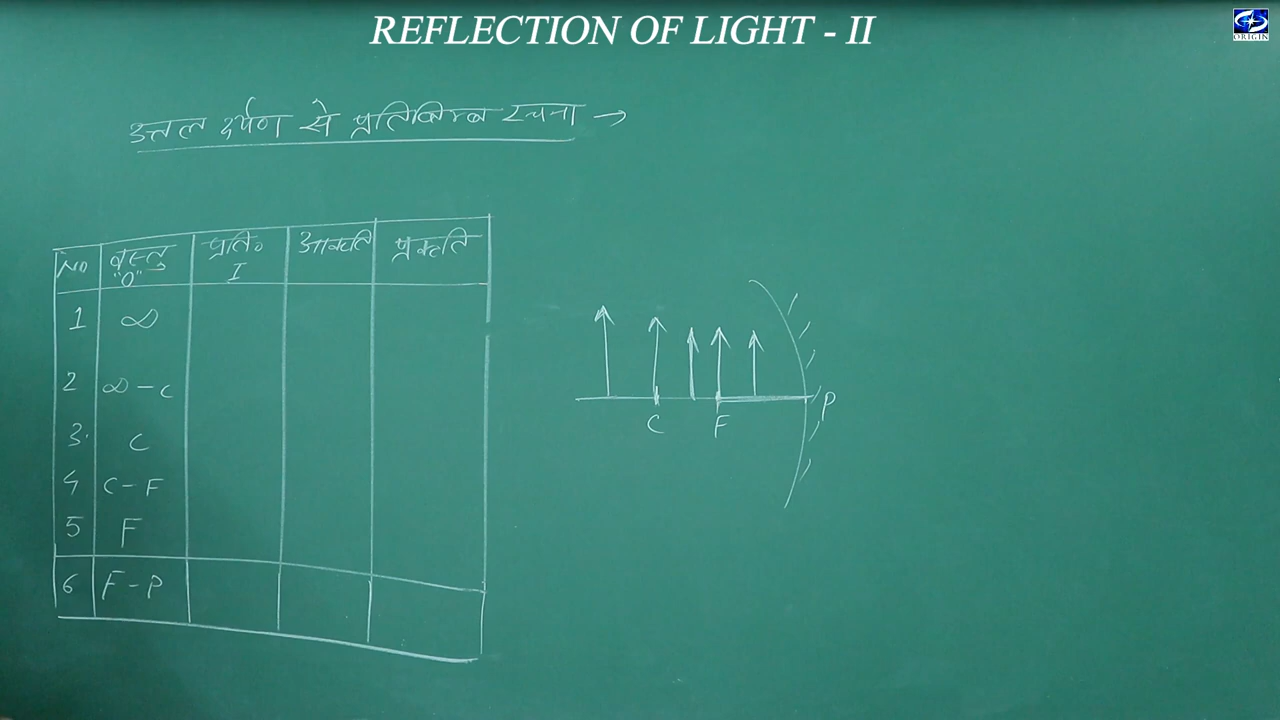 REFLECTION OF LIGHT - II
ORIGIN
उत्तल दर्पण से प्रतिबिम्ब रचना →
No वस्तु "O" प्रति० I आकृति प्रकृति
1 ∞
2 ∞ - C
3. C
4 C - F
5 F
6 F - P
C F P